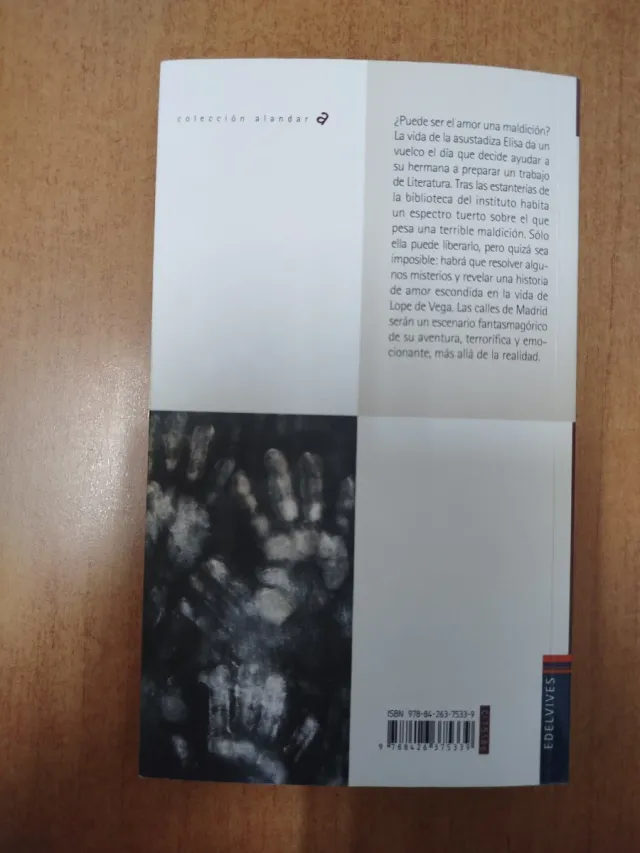 colección alandar a
¿Puede ser el amor una maldición?
La vida de la asustadiza Elisa da un
vuelco el día que decide ayudar a
su hermana a preparar un trabajo
de Literatura. Tras las estanterías de
la biblioteca del instituto habita
un espectro tuerto sobre el que
pesa una terrible maldición. Sólo
ella puede liberarlo, pero quizá sea
imposible: habrá que resolver algu-
nos misterios y revelar una historia
de amor escondida en la vida de
Lope de Vega. Las calles de Madrid
serán un escenario fantasmagórico
de su aventura, terrorífica y emo-
cionante, más allá de la realidad.
ISBN 978-84-263-7533-9
9 788426 375339
EDELVIVES